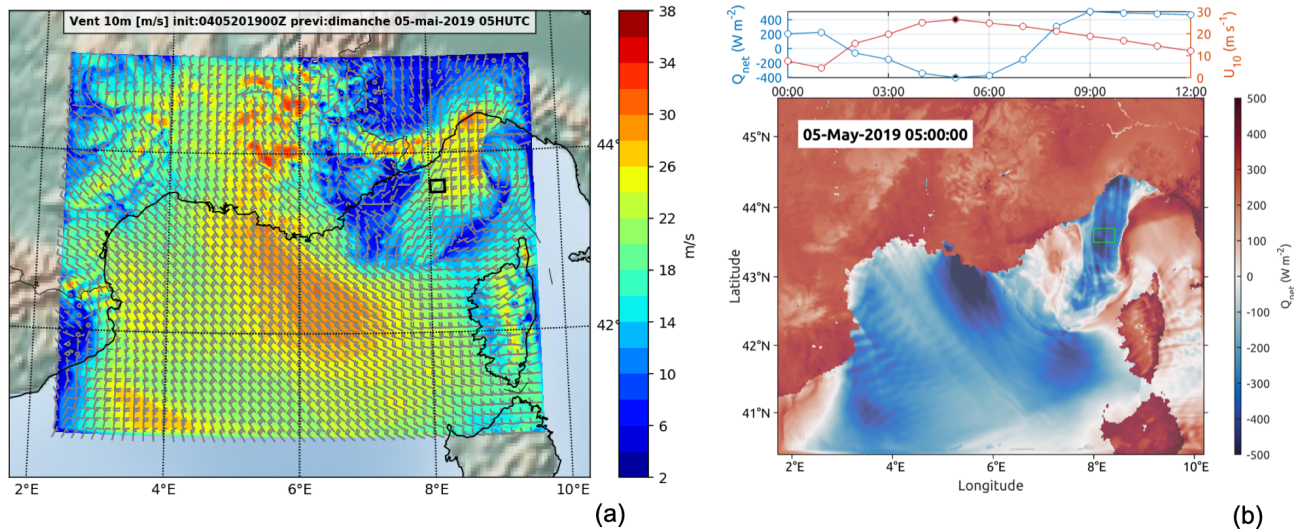 Vent 10m [m/s] init:0405201900Z previ:dimanche 05-mai-2019 05HUTC
44°
42°
2°E 4°E 6°E 8°E 10°E
38
34
30
26
22
18
14
10
6
2
m/s
(a)
Q_net (W m⁻²)
400
0
-400
30
20
10
0
U_10 (m s⁻¹)
00:00 03:00 06:00 09:00 12:00
05-May-2019 05:00:00
Latitude
45°N
44°N
43°N
42°N
41°N
2°E 4°E 6°E 8°E 10°E
Longitude
500
400
300
200
100
0
-100
-200
-300
-400
-500
Q_net (W m⁻²)
(b)